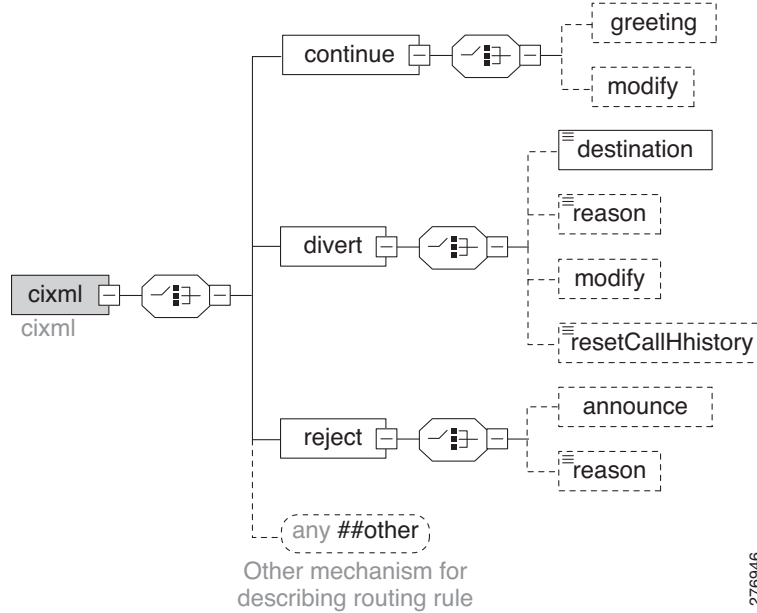 greeting
continue
modify
destination
reason
divert
modify
cixml
cixml
resetCallHhistory
announce
reject
reason
any ##other
Other mechanism for
describing routing rule
276946